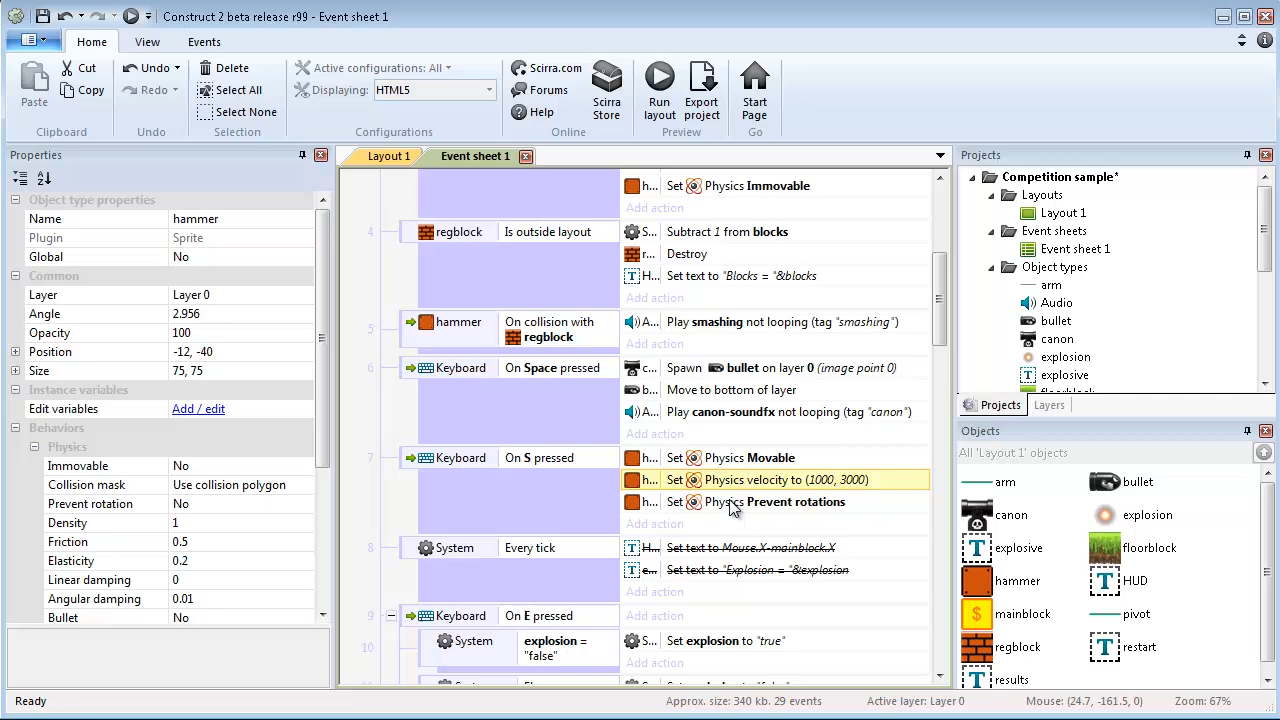 Construct 2 beta release r99 - Event sheet 1
Home View Events
Paste Cut Copy Clipboard
Undo Redo Undo
Delete Select All Select None Selection
Active configurations: All
Displaying: HTML5
Configurations
Scirra.com Forums Help Scirra Store Online
Run layout Export project Preview
Start Page Go
Properties
Object type properties
Name hammer
Plugin Sprite
Global No
Common
Layer Layer 0
Angle 2.956
Opacity 100
Position -12, -40
Size 75, 75
Instance variables
Edit variables Add / edit
Behaviors
Physics
Immovable No
Collision mask Use collision polygon
Prevent rotation No
Density 1
Friction 0.5
Elasticity 0.2
Linear damping 0
Angular damping 0.01
Bullet No
Layout 1 Event sheet 1
h... Set Physics Immovable
Add action
4 regblock Is outside layout S... Subtract 1 from blocks
r... Destroy
H... Set text to "Blocks = "&blocks
Add action
5 hammer On collision with regblock A... Play smashing not looping (tag "smashing")
Add action
6 Keyboard On Space pressed c... Spawn bullet on layer 0 (image point 0)
b... Move to bottom of layer
A... Play canon-soundfx not looping (tag "canon")
Add action
7 Keyboard On S pressed h... Set Physics Movable
h... Set Physics velocity to (1000, 3000)
h... Set Physics Prevent rotations
Add action
8 System Every tick H... Set text to Mouse.X-mainblock.X
e... Set text to "Explosion = "&explosion
Add action
9 Keyboard On E pressed Add action
10 System explosion = "false" S... Set explosion to "true"
Add action
Projects
Competition sample*
Layouts
Layout 1
Event sheets
Event sheet 1
Object types
arm
Audio
bullet
canon
explosion
explosive
floorblock
Projects Layers
Objects
All 'Layout 1' objects
arm bullet
canon explosion
explosive floorblock
hammer HUD
mainblock pivot
regblock restart
results
Ready Approx. size: 340 kb. 29 events Active layer: Layer 0 Mouse: (24.7, -161.5, 0) Zoom: 67%